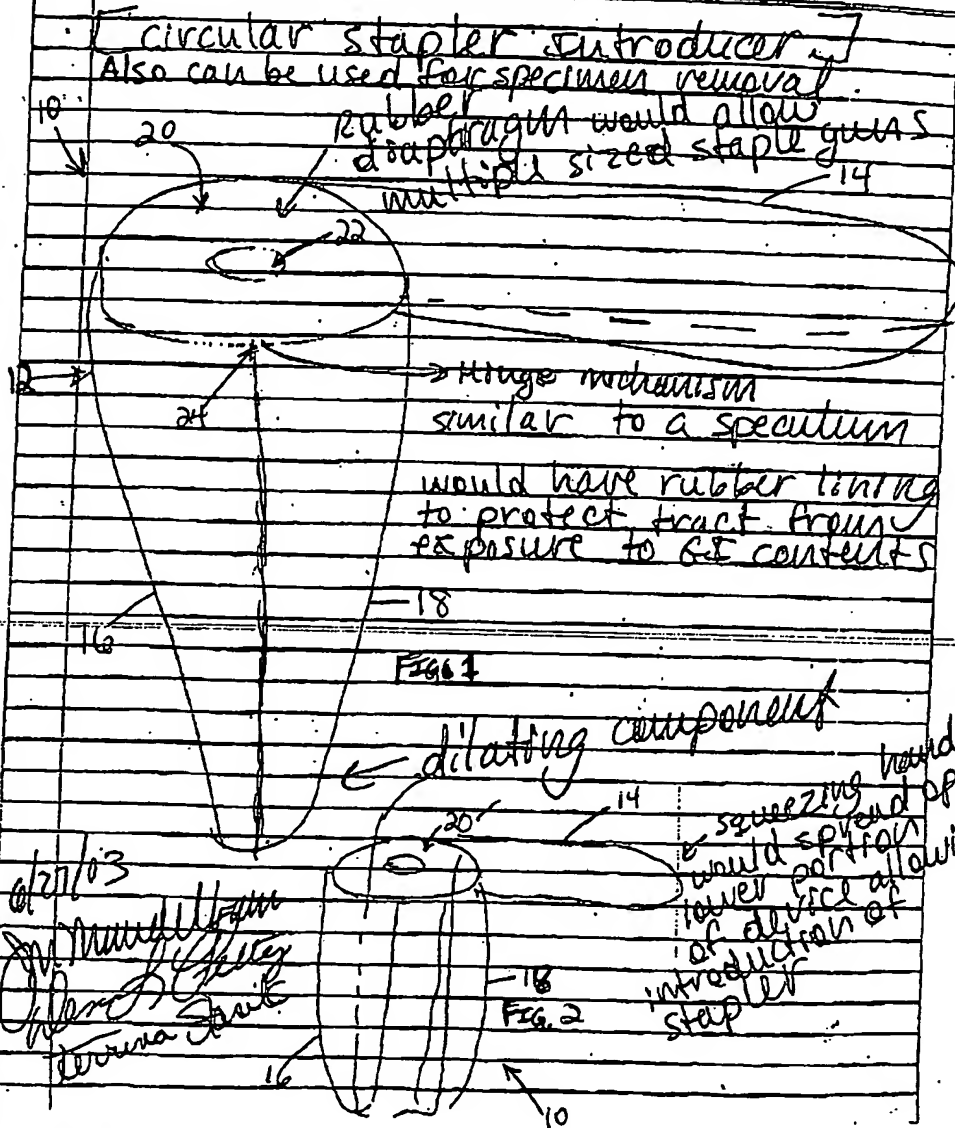 [circular stapler introducer]
Also can be used for specimen removal
10
20
Rubber
diaphragm would allow
multiple sized staple guns
14
22
12
24
Hinge mechanism
similar to a speculum
would have rubber lining
to protect tract from
exposure to GI contents
16
18
FIG. 1
dilating component
20'
14
squeezing hand
would spread op
lower portion
of device allowi
introduction of
stapler
6/27/03
18
FIG. 2
16
10